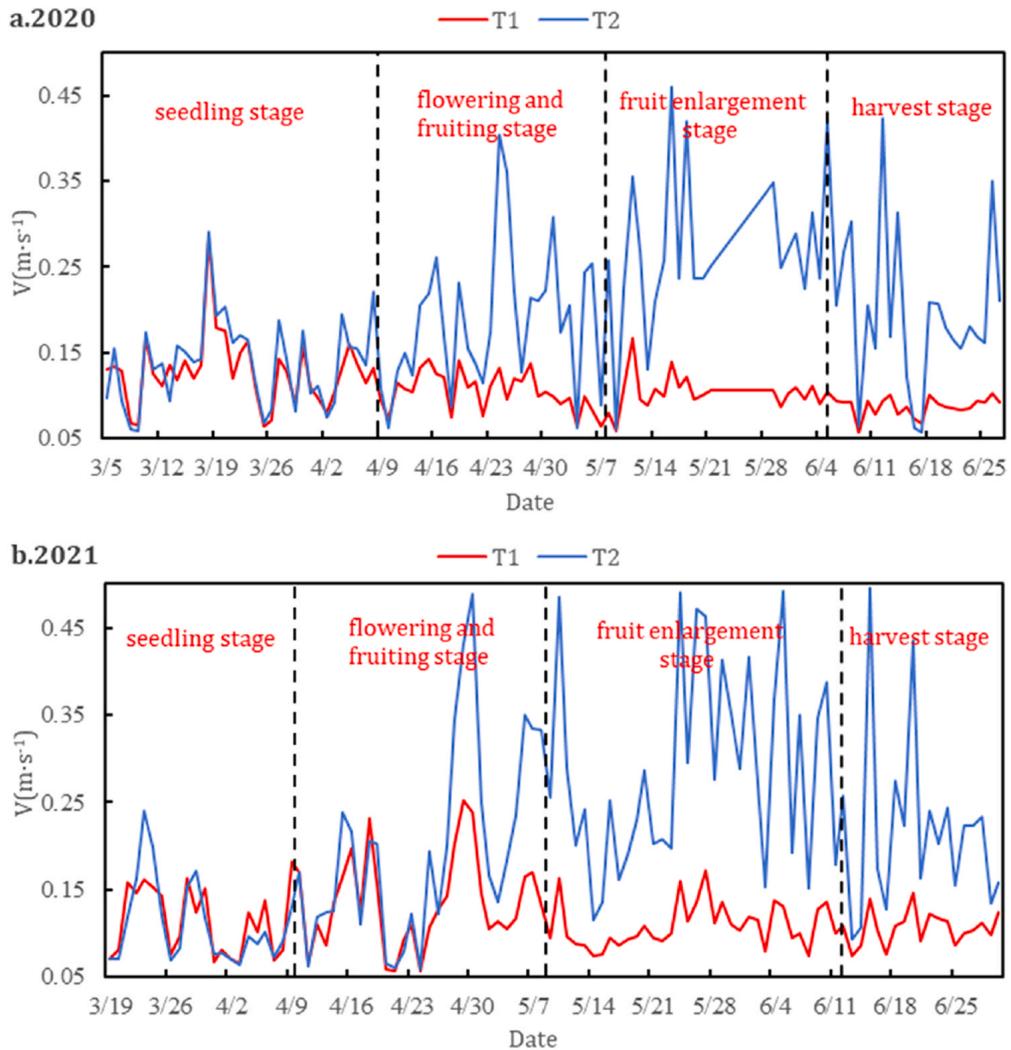 a.2020
T1 T2
V(m·s⁻¹)
0.45
0.35
0.25
0.15
0.05
seedling stage
flowering and
fruiting stage
fruit enlargement
stage
harvest stage
3/5 3/12 3/19 3/26 4/2 4/9 4/16 4/23 4/30 5/7 5/14 5/21 5/28 6/4 6/11 6/18 6/25
Date
b.2021
T1 T2
V(m·s⁻¹)
0.45
0.35
0.25
0.15
0.05
seedling stage
flowering and
fruiting stage
fruit enlargement
stage
harvest stage
3/19 3/26 4/2 4/9 4/16 4/23 4/30 5/7 5/14 5/21 5/28 6/4 6/11 6/18 6/25
Date